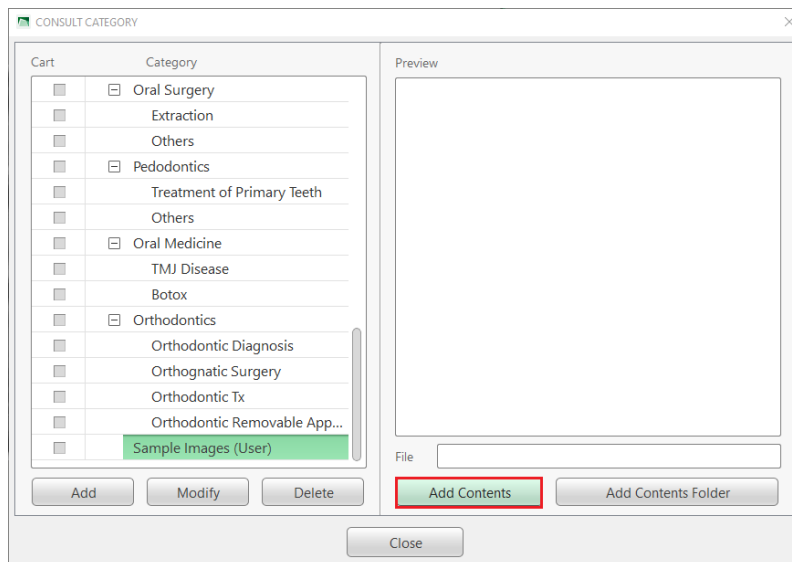 CONSULT CATEGORY
Cart Category
Oral Surgery
Extraction
Others
Pedodontics
Treatment of Primary Teeth
Others
Oral Medicine
TMJ Disease
Botox
Orthodontics
Orthodontic Diagnosis
Orthognatic Surgery
Orthodontic Tx
Orthodontic Removable App...
Sample Images (User)
Add Modify Delete
Preview
File
Add Contents Add Contents Folder
Close